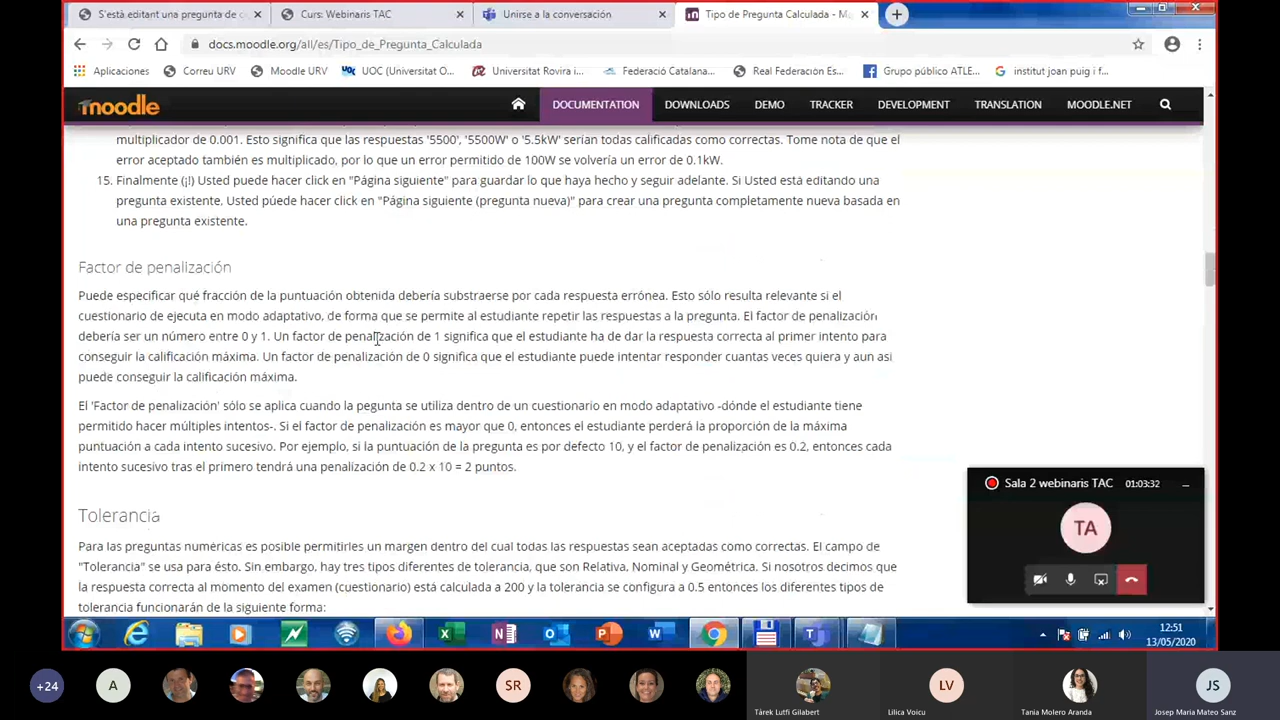 S'està editant una pregunta de c
Curs: Webinaris TAC
Unirse a la conversación
Tipo de Pregunta Calculada - M
docs.moodle.org/all/es/Tipo_de_Pregunta_Calculada
Aplicaciones
Correu URV
Moodle URV
UOC (Universitat O...
Universitat Rovira i...
Federació Catalana...
Real Federación Es...
Grupo público ATLE...
institut joan puig i f...
moodle
DOCUMENTATION
DOWNLOADS
DEMO
TRACKER
DEVELOPMENT
TRANSLATION
MOODLE.NET
multiplicador de 0.001. Esto significa que las respuestas '5500', '5500W' o '5.5kW' serían todas calificadas como correctas. Tome nota de que el
error aceptado también es multiplicado, por lo que un error permitido de 100W se volvería un error de 0.1kW.
15. Finalmente (¡!) Usted puede hacer click en "Página siguiente" para guardar lo que haya hecho y seguir adelante. Si Usted está editando una
pregunta existente, Usted púede hacer click en "Página siguiente (pregunta nueva)" para crear una pregunta completamente nueva basada en
una pregunta existente.
Factor de penalización
Puede especificar qué fracción de la puntuación obtenida debería substraerse por cada respuesta errónea. Esto sólo resulta relevante si el
cuestionario de ejecuta en modo adaptativo, de forma que se permite al estudiante repetir las respuestas a la pregunta. El factor de penalización
debería ser un número entre 0 y 1. Un factor de penalización de 1 significa que el estudiante ha de dar la respuesta correcta al primer intento para
conseguir la calificación máxima. Un factor de penalización de 0 significa que el estudiante puede intentar responder cuantas veces quiera y aun asi
puede conseguir la calificación máxima.
El 'Factor de penalización' sólo se aplica cuando la pegunta se utiliza dentro de un cuestionario en modo adaptativo -dónde el estudiante tiene
permitido hacer múltiples intentos-. Si el factor de penalización es mayor que 0, entonces el estudiante perderá la proporción de la máxima
puntuación a cada intento sucesivo. Por ejemplo, si la puntuación de la pregunta es por defecto 10, y el factor de penalización es 0.2, entonces cada
intento sucesivo tras el primero tendrá una penalización de 0.2 x 10 = 2 puntos.
Tolerancia
Para las preguntas numéricas es posible permitirles un margen dentro del cual todas las respuestas sean aceptadas como correctas. El campo de
"Tolerancia" se usa para ésto. Sin embargo, hay tres tipos diferentes de tolerancia, que son Relativa, Nominal y Geométrica. Si nosotros decimos que
la respuesta correcta al momento del examen (cuestionario) está calculada a 200 y la tolerancia se configura a 0.5 entonces los diferentes tipos de
tolerancia funcionarán de la siguiente forma:
Sala 2 webinaris TAC
01:03:32
TA
12:51
13/05/2020
+24
A
SR
LV
JS
Tárek Lutfi Gilabert
Lilica Voicu
Tania Molero Aranda
Josep Maria Mateo Sanz